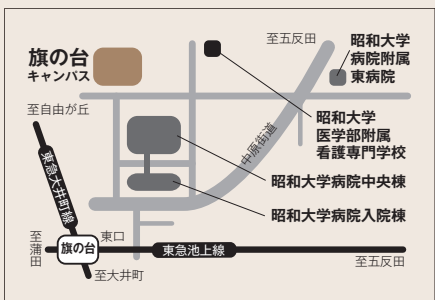 旗の台
キャンパス
至五反田
昭和大学
病院附属
東病院
至自由が丘
昭和大学
医学部附属
看護専門学校
中原街道
東急大井町線
昭和大学病院中央棟
昭和大学病院入院棟
至蒲田
旗の台
東口
東急池上線
至五反田
至大井町